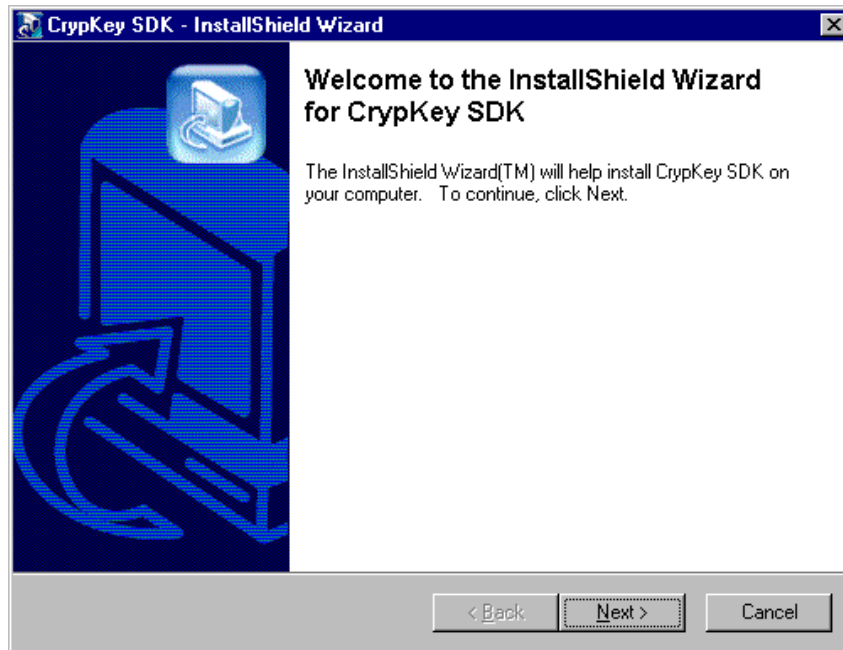 CrypKey SDK - InstallShield Wizard
Welcome to the InstallShield Wizard
for CrypKey SDK
The InstallShield Wizard(TM) will help install CrypKey SDK on
your computer. To continue, click Next.
< Back
Next >
Cancel